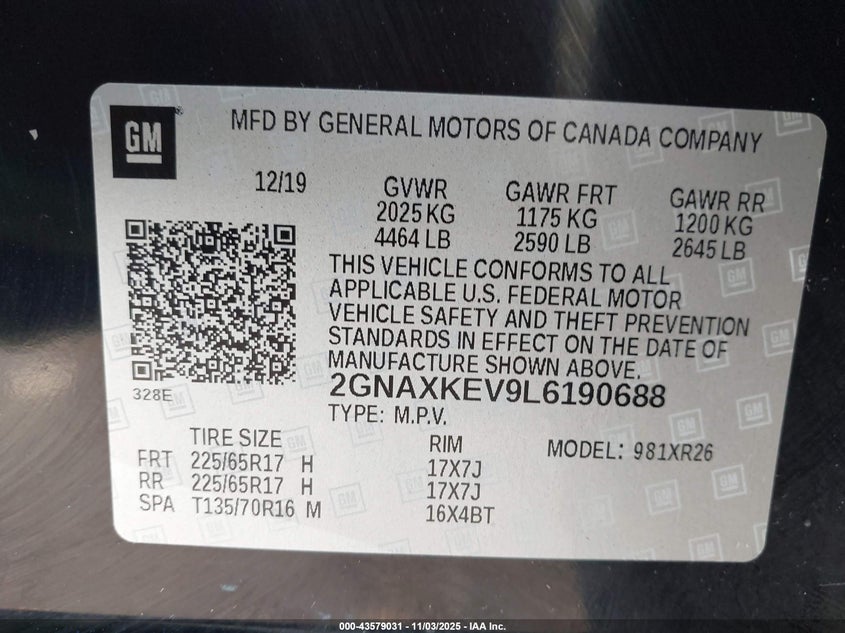 GM
MFD BY GENERAL MOTORS OF CANADA COMPANY
12/19 GVWR GAWR FRT GAWR RR
2025 KG 1175 KG 1200 KG
4464 LB 2590 LB 2645 LB
THIS VEHICLE CONFORMS TO ALL
APPLICABLE U.S. FEDERAL MOTOR
VEHICLE SAFETY AND THEFT PREVENTION
STANDARDS IN EFFECT ON THE DATE OF
MANUFACTURE SHOWN ABOVE.
328E
2GNAXKEV9L6190688
TYPE: M.P.V.
TIRE SIZE RIM MODEL: 981XR26
FRT 225/65R17 H 17X7J
RR 225/65R17 H 17X7J
SPA T135/70R16 M 16X4BT
000-43579031 - 11/03/2025 - IAA Inc.